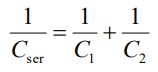 1/C_ser = 1/C_1 + 1/C_2